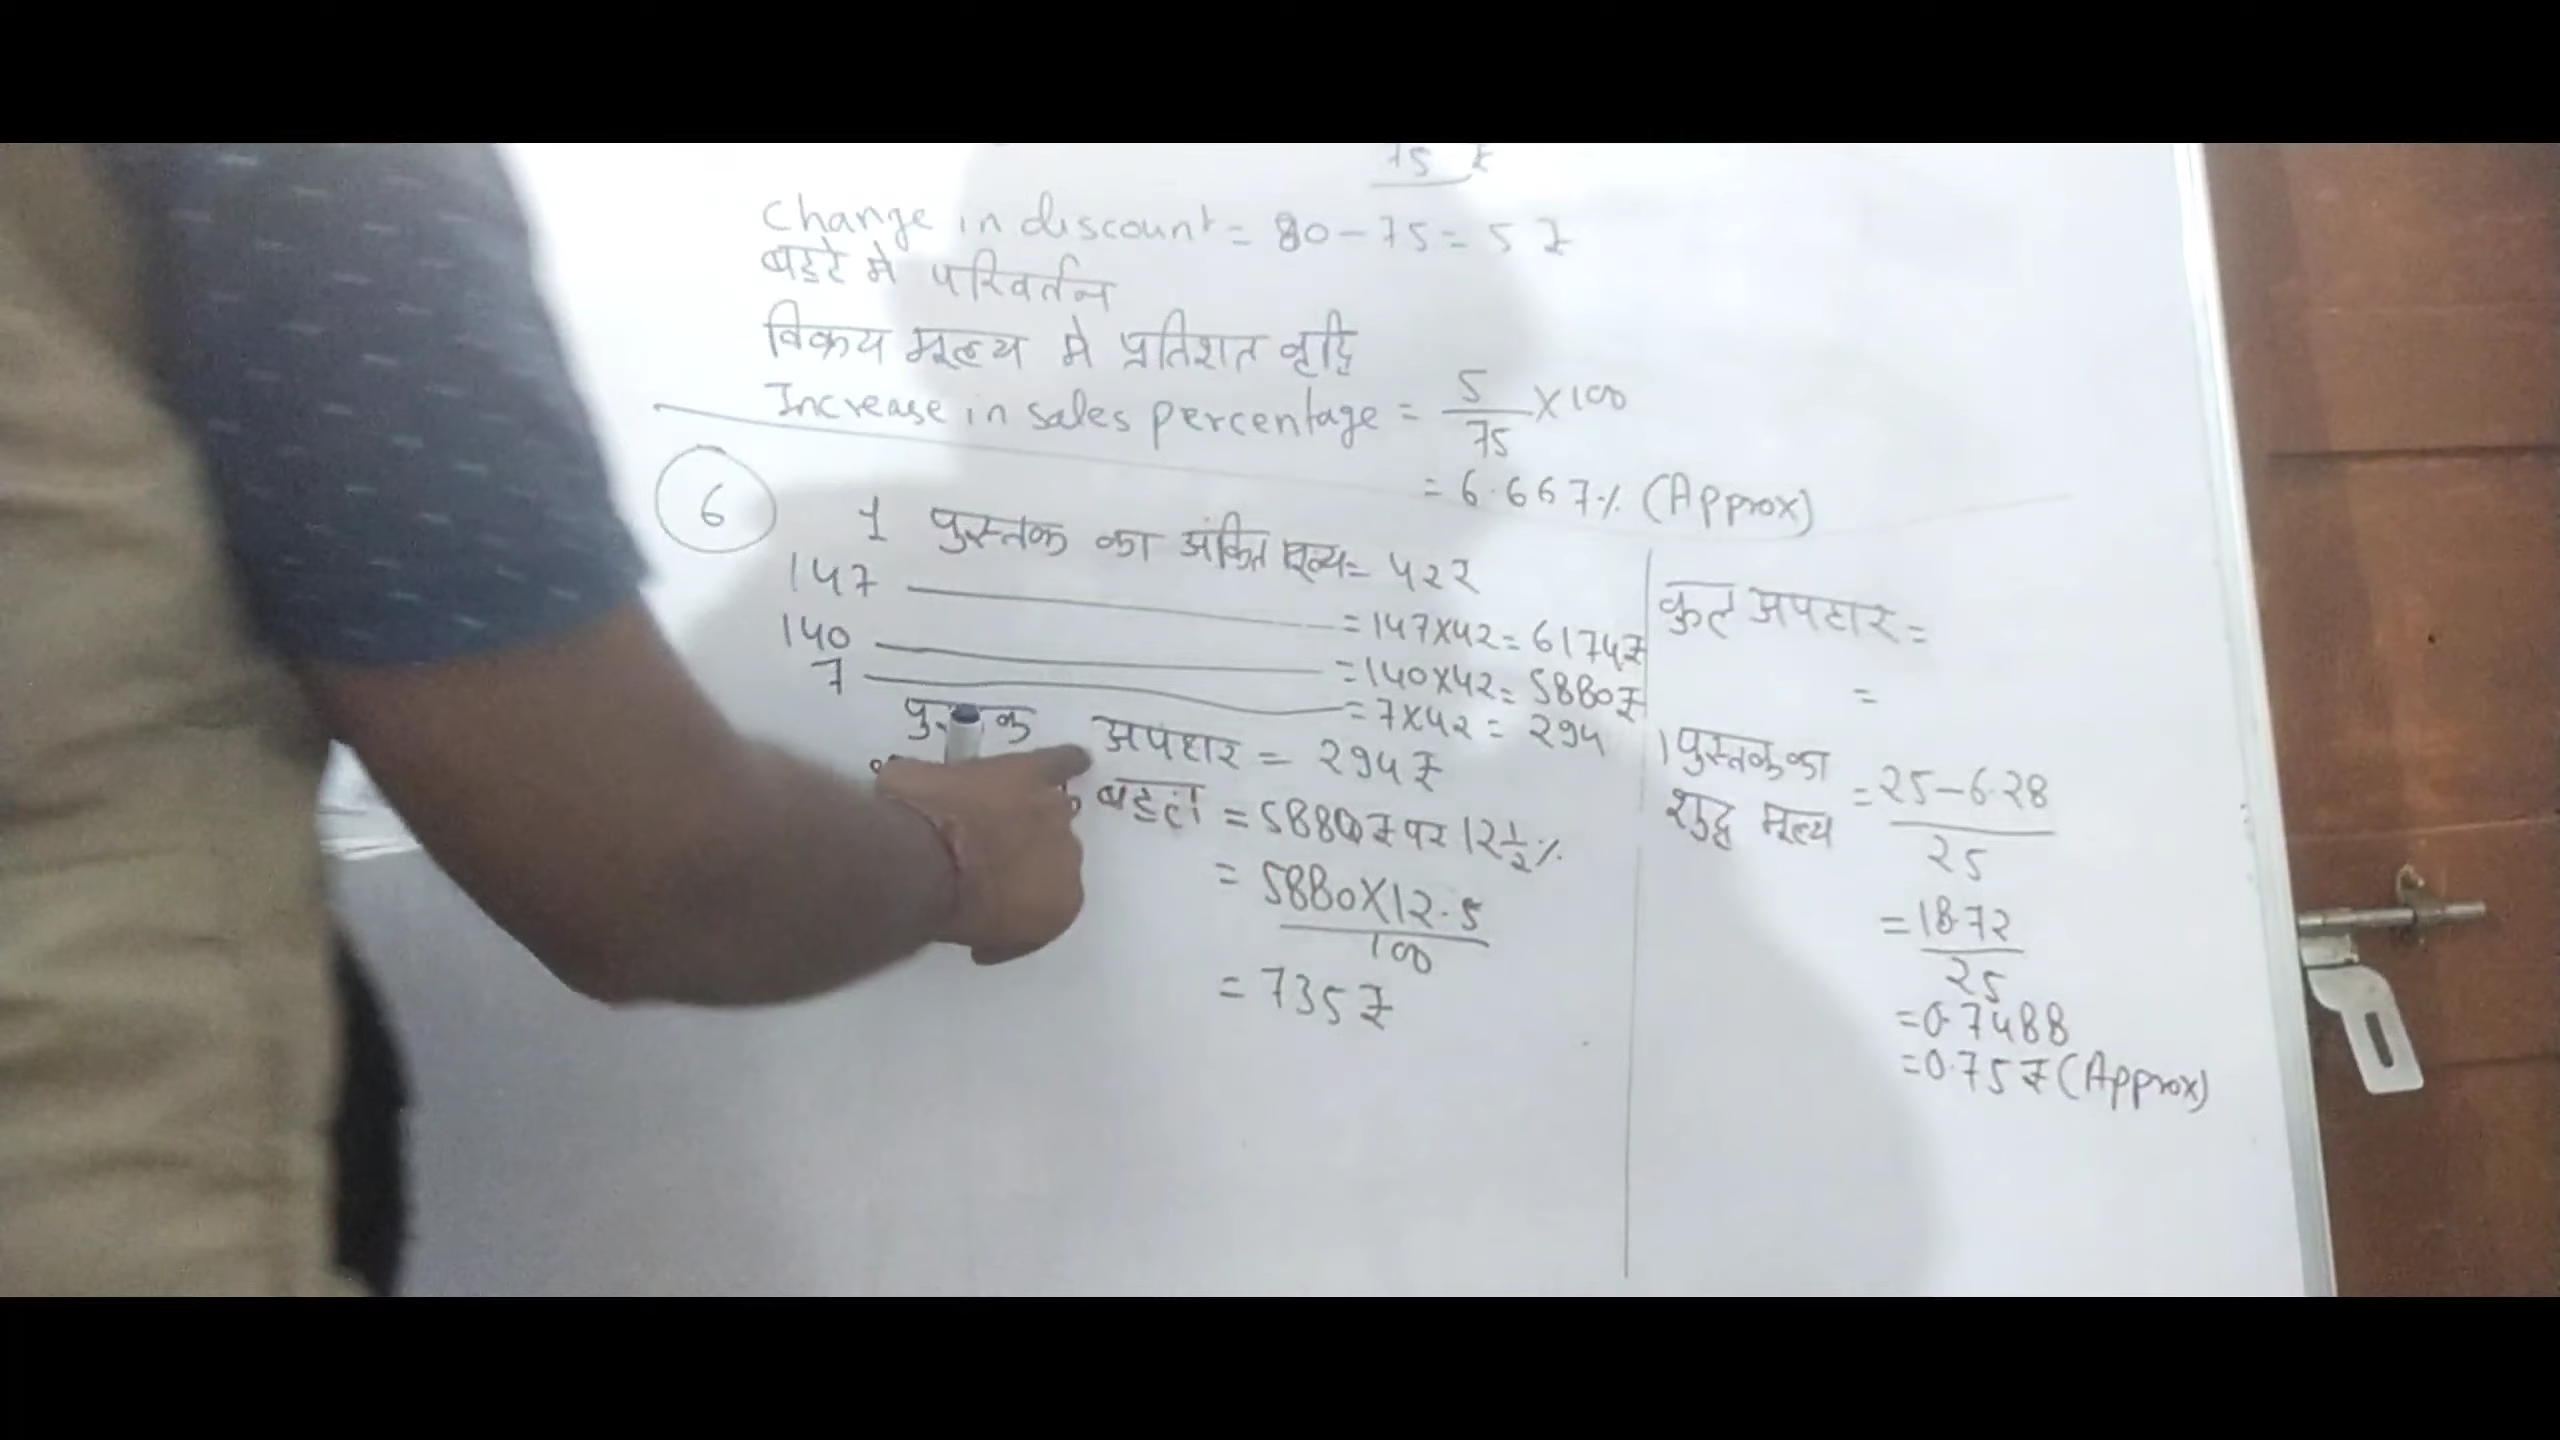 15 ₹
Change in discount = 80 - 75 = 5 ₹
बट्टे मे परिवर्तन
विक्रय मूल्य मे प्रतिशत वृद्धि
Increase in sales percentage = 5/75 × 100
= 6.667% (Approx)
6
1 पुस्तक का अंकित मूल्य = 42₹
147 = 147×42 = 6174₹
140 = 140×42 = 5880₹
7 = 7×42 = 294
अपहार = 294₹
बट्टा = 5880₹ पर 12 1/2 %
= 5880×12.5/100
= 735₹
कुल अपहार =
=
1 पुस्तक का शुद्ध मूल्य = 25-6.28/25
= 18.72/25
= 0.7488
= 0.75₹ (Approx)